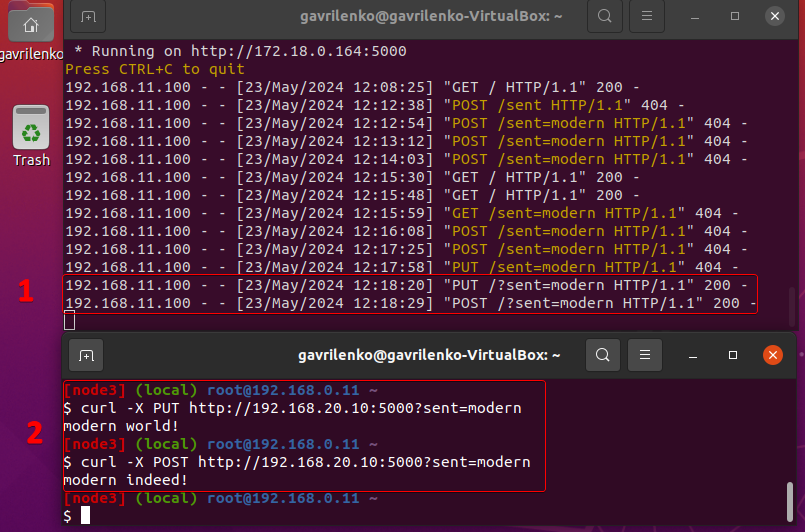 gavrilenko@gavrilenko-VirtualBox: ~
gavrilenko
Trash
 * Running on http://172.18.0.164:5000
Press CTRL+C to quit
192.168.11.100 - - [23/May/2024 12:08:25] "GET / HTTP/1.1" 200 -
192.168.11.100 - - [23/May/2024 12:12:38] "POST /sent HTTP/1.1" 404 -
192.168.11.100 - - [23/May/2024 12:12:54] "POST /sent=modern HTTP/1.1" 404 -
192.168.11.100 - - [23/May/2024 12:13:12] "POST /sent=modern HTTP/1.1" 404 -
192.168.11.100 - - [23/May/2024 12:14:03] "POST /sent=modern HTTP/1.1" 404 -
192.168.11.100 - - [23/May/2024 12:15:30] "GET / HTTP/1.1" 200 -
192.168.11.100 - - [23/May/2024 12:15:48] "GET / HTTP/1.1" 200 -
192.168.11.100 - - [23/May/2024 12:15:59] "GET /sent=modern HTTP/1.1" 404 -
192.168.11.100 - - [23/May/2024 12:16:08] "POST /sent=modern HTTP/1.1" 404 -
192.168.11.100 - - [23/May/2024 12:17:25] "POST /sent=modern HTTP/1.1" 404 -
192.168.11.100 - - [23/May/2024 12:17:58] "PUT /sent=modern HTTP/1.1" 404 -
1
192.168.11.100 - - [23/May/2024 12:18:20] "PUT /?sent=modern HTTP/1.1" 200 -
192.168.11.100 - - [23/May/2024 12:18:29] "POST /?sent=modern HTTP/1.1" 200 -
gavrilenko@gavrilenko-VirtualBox: ~
2
[node3] (local) root@192.168.0.11 ~
$ curl -X PUT http://192.168.20.10:5000?sent=modern
modern world!
[node3] (local) root@192.168.0.11 ~
$ curl -X POST http://192.168.20.10:5000?sent=modern
modern indeed!
[node3] (local) root@192.168.0.11 ~
$